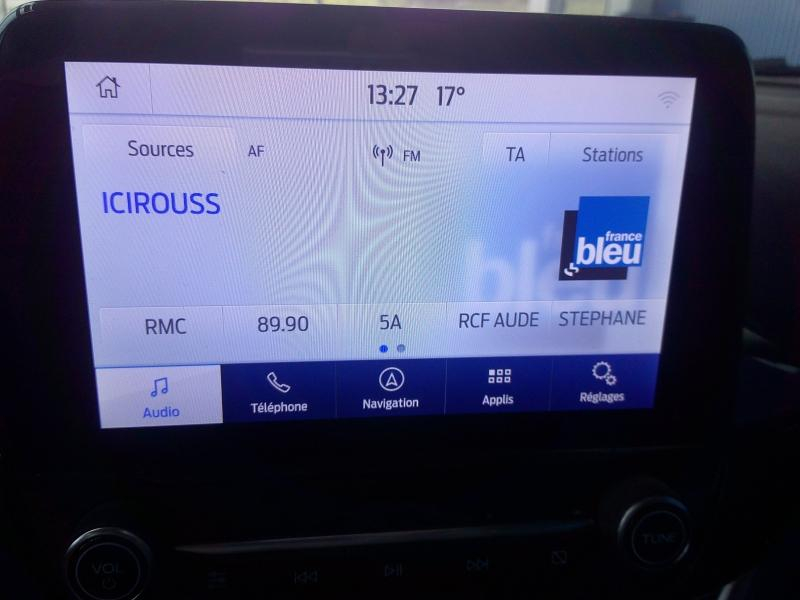 13:27 17°
Sources AF FM TA Stations
ICIROUSS
france
bleu
RMC 89.90 5A RCF AUDE STEPHANE
Audio Téléphone Navigation Applis Réglages
VOL TUNE